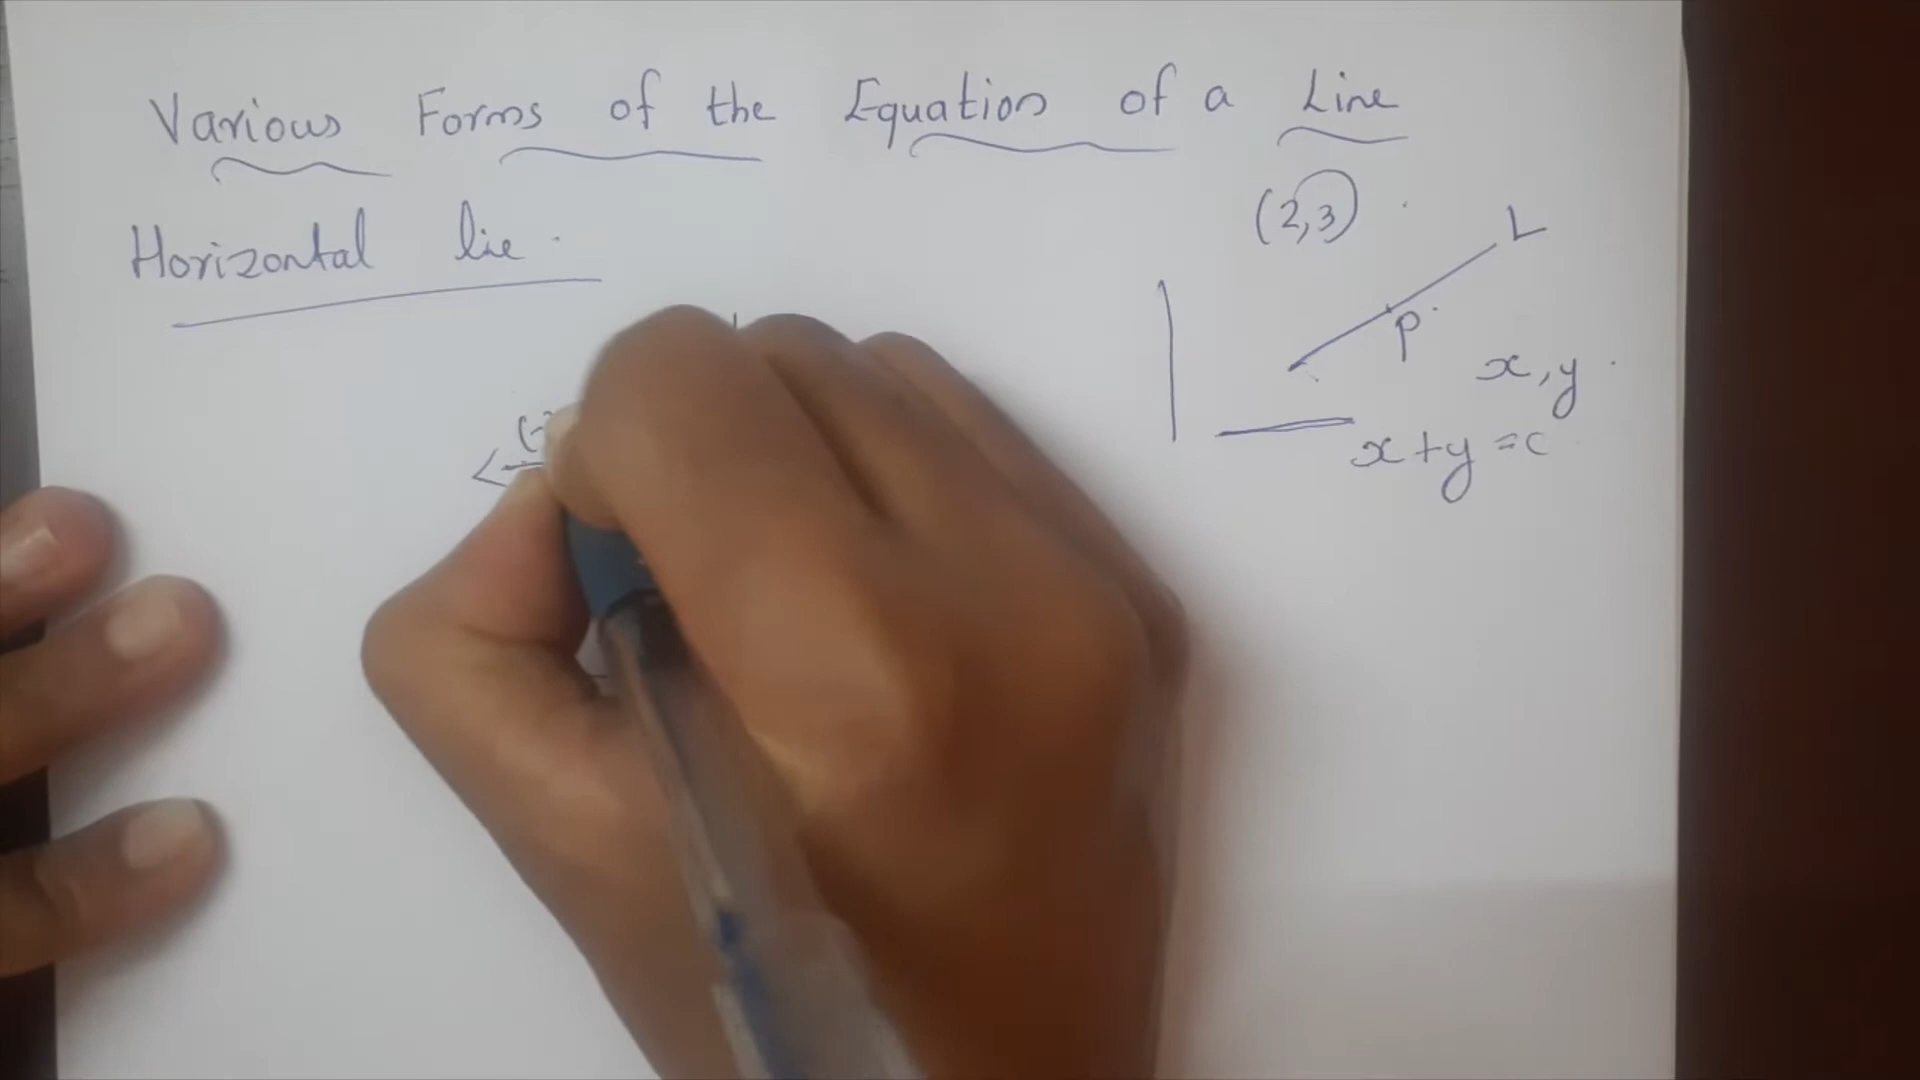 Various Forms of the Equation of a Line
Horizontal lie.
(2,3)
L
P
x,y
x+y=c
(-